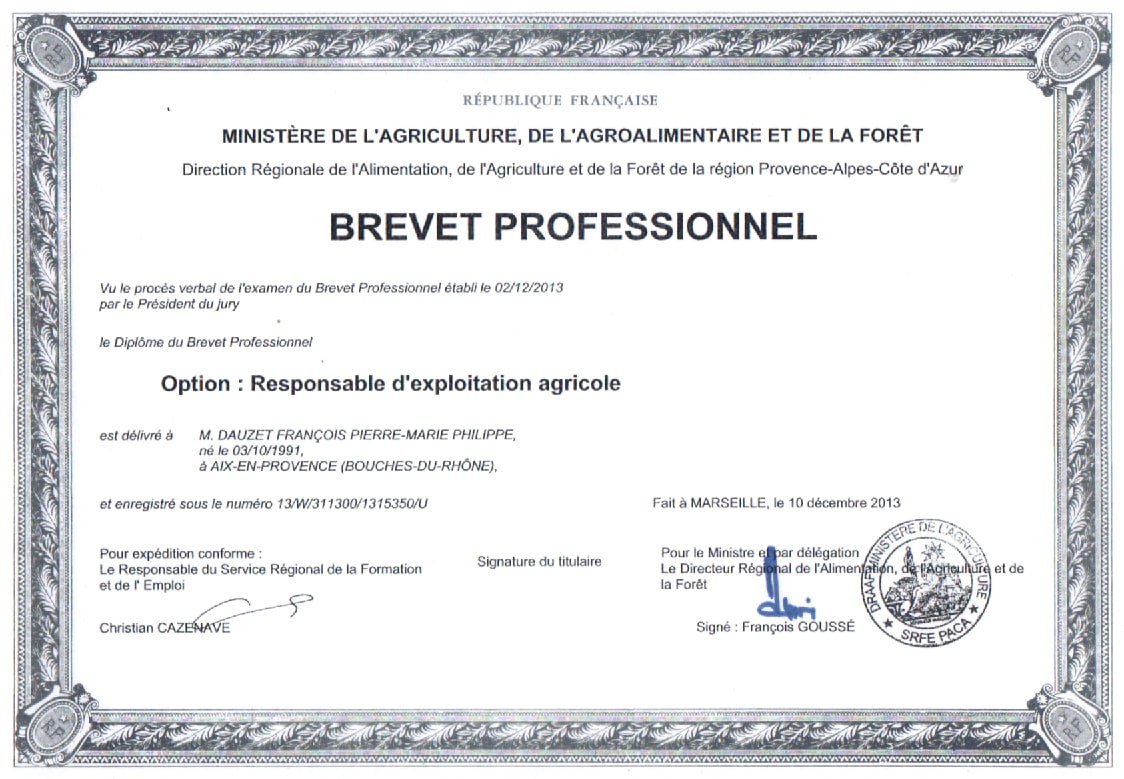 RÉPUBLIQUE FRANÇAISE
MINISTÈRE DE L'AGRICULTURE, DE L'AGROALIMENTAIRE ET DE LA FORÊT
Direction Régionale de l'Alimentation, de l'Agriculture et de la Forêt de la région Provence-Alpes-Côte d'Azur
BREVET PROFESSIONNEL
Vu le procès verbal de l'examen du Brevet Professionnel établi le 02/12/2013
par le Président du jury
le Diplôme du Brevet Professionnel
Option : Responsable d'exploitation agricole
est délivré à M. DAUZET FRANÇOIS PIERRE-MARIE PHILIPPE,
né le 03/10/1991,
à AIX-EN-PROVENCE (BOUCHES-DU-RHÔNE),
et enregistré sous le numéro 13/W/311300/1315350/U
Fait à MARSEILLE, le 10 décembre 2013
Pour expédition conforme :
Le Responsable du Service Régional de la Formation
et de l' Emploi
Christian CAZENAVE
Signature du titulaire
Pour le Ministre et par délégation
Le Directeur Régional de l'Alimentation, de l'Agriculture et de
la Forêt
Signé : François GOUSSÉ
DRAAF MINISTERE DE L'AGRICULTURE
★ SRFE PACA ★